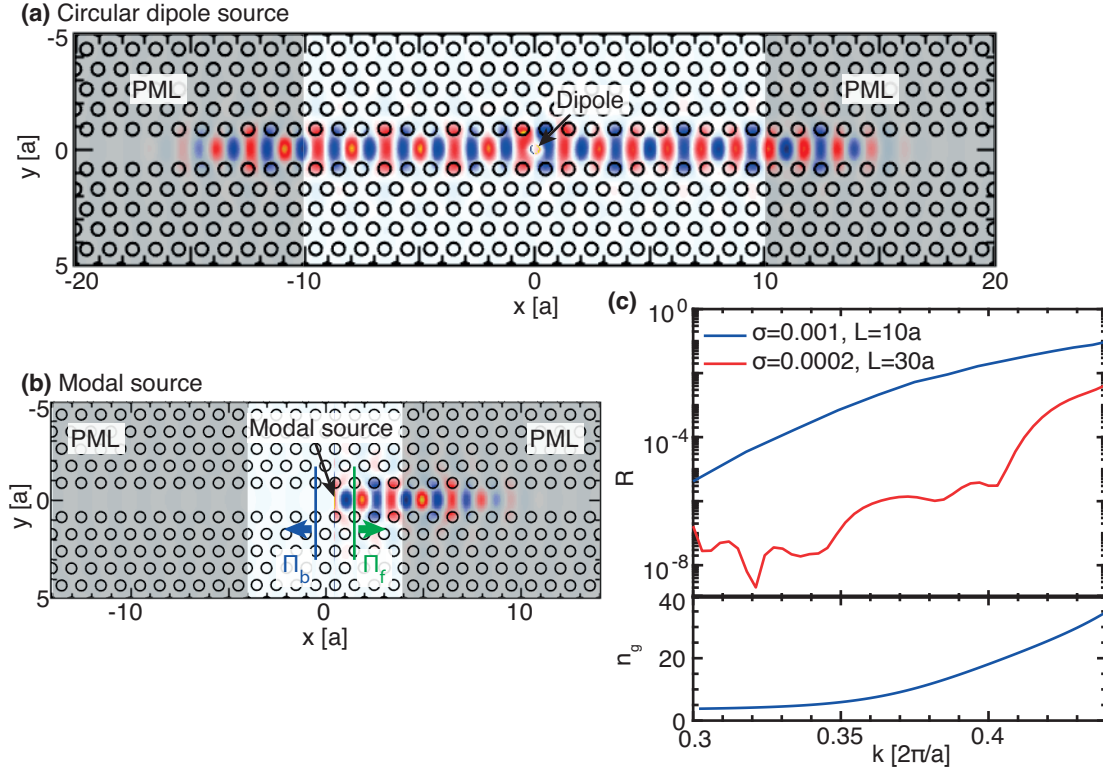 (a) Circular dipole source
-5
0
5
y [a]
PML
Dipole
PML
-20
-10
0
10
20
x [a]
(b) Modal source
-5
0
5
y [a]
PML
Modal source
PML
Πb
Πf
-10
0
10
x [a]
(c)
10^0
10^-4
10^-8
R
σ=0.001, L=10a
σ=0.0002, L=30a
40
20
0
n_g
0.3
0.35
0.4
k [2π/a]